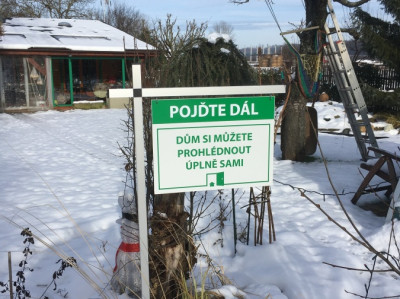 POJĎTE DÁL
DŮM SI MŮŽETE
PROHLÉDNOUT
ÚPLNĚ SAMI